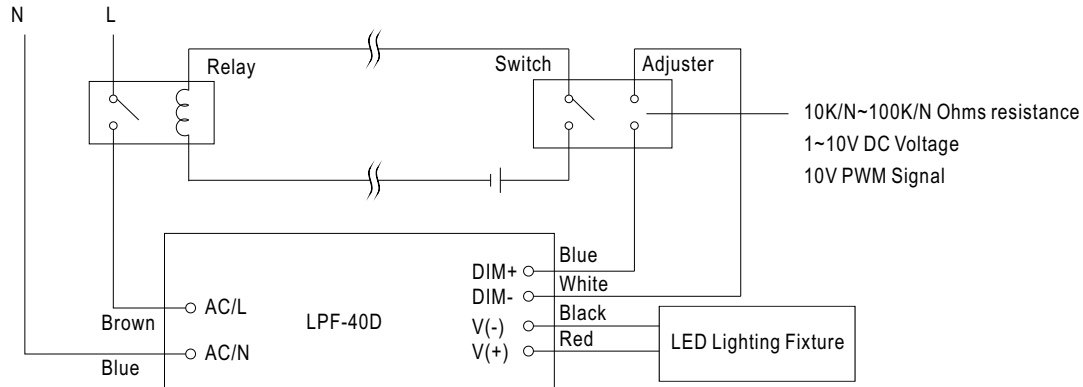 N
L
Relay
Switch
Adjuster
10K/N~100K/N Ohms resistance
1~10V DC Voltage
10V PWM Signal
Blue
DIM+
White
DIM-
Black
V(-)
Red
V(+)
AC/L
Brown
LPF-40D
LED Lighting Fixture
AC/N
Blue